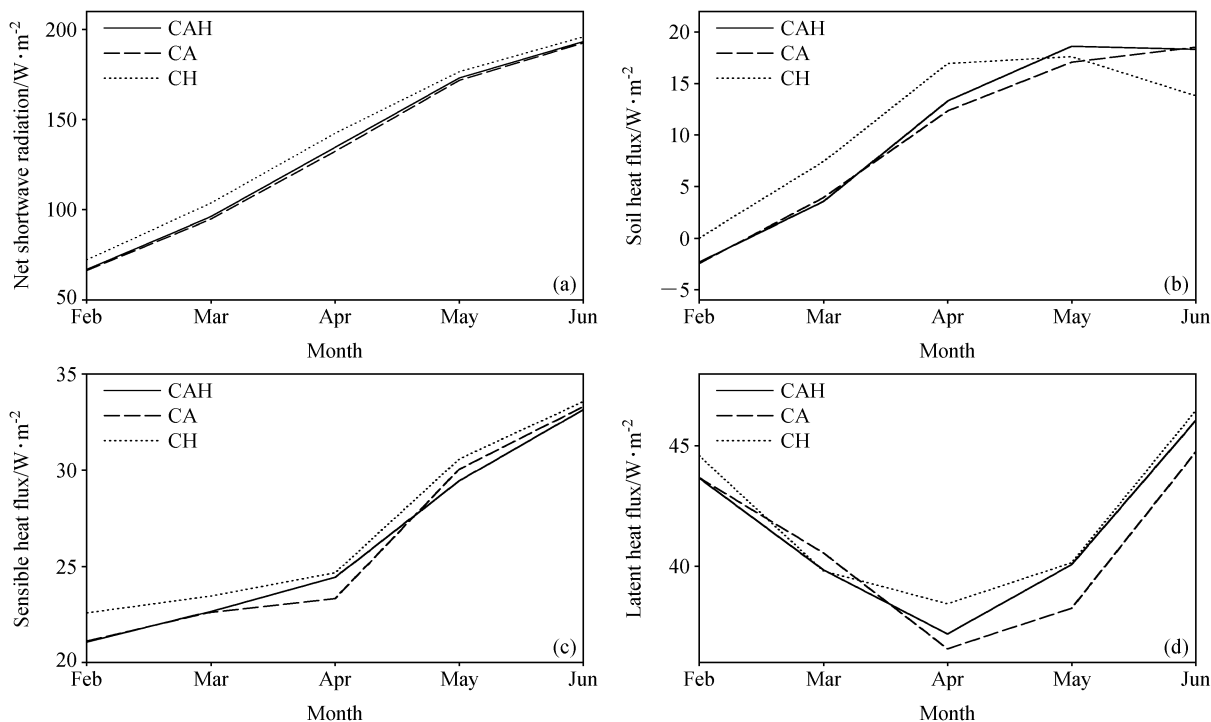 Net shortwave radiation/W·m⁻²
200
150
100
50
CAH
CA
CH
(a)
Feb Mar Apr May Jun
Month
Soil heat flux/W·m⁻²
20
15
10
5
0
−5
CAH
CA
CH
(b)
Feb Mar Apr May Jun
Month
Sensible heat flux/W·m⁻²
35
30
25
20
CAH
CA
CH
(c)
Feb Mar Apr May Jun
Month
Latent heat flux/W·m⁻²
45
40
CAH
CA
CH
(d)
Feb Mar Apr May Jun
Month